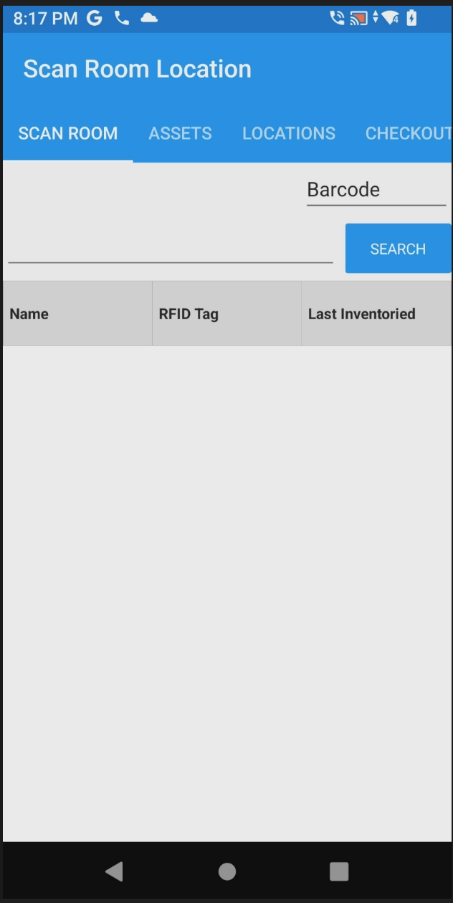 8:17 PM G
Scan Room Location
SCAN ROOM ASSETS LOCATIONS CHECKOUT
Barcode
SEARCH
Name RFID Tag Last Inventoried